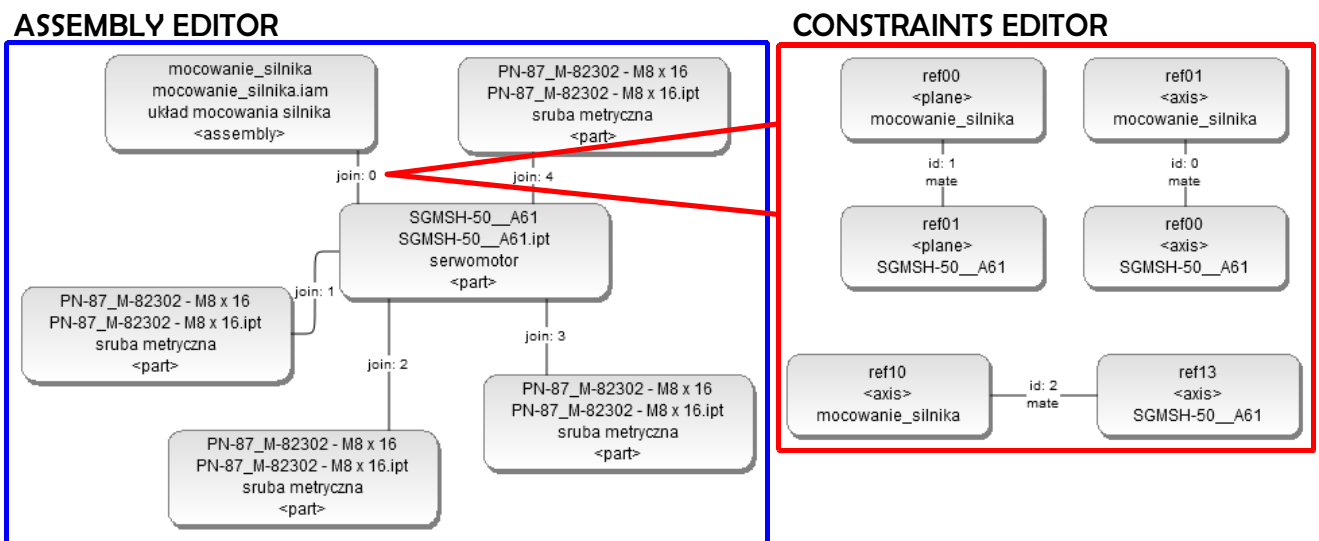 ASSEMBLY EDITOR
mocowanie_silnika
mocowanie_silnika.iam
układ mocowania silnika
<assembly>
PN-87_M-82302 - M8 x 16
PN-87_M-82302 - M8 x 16.ipt
sruba metryczna
<part>
join: 0
join: 4
SGMSH-50__A61
SGMSH-50__A61.ipt
serwomotor
<part>
join: 1
PN-87_M-82302 - M8 x 16
PN-87_M-82302 - M8 x 16.ipt
sruba metryczna
<part>
join: 2
join: 3
PN-87_M-82302 - M8 x 16
PN-87_M-82302 - M8 x 16.ipt
sruba metryczna
<part>
PN-87_M-82302 - M8 x 16
PN-87_M-82302 - M8 x 16.ipt
sruba metryczna
<part>
CONSTRAINTS EDITOR
ref00
<plane>
mocowanie_silnika
id: 1
mate
ref01
<plane>
SGMSH-50__A61
ref01
<axis>
mocowanie_silnika
id: 0
mate
ref00
<axis>
SGMSH-50__A61
ref10
<axis>
mocowanie_silnika
id: 2
mate
ref13
<axis>
SGMSH-50__A61